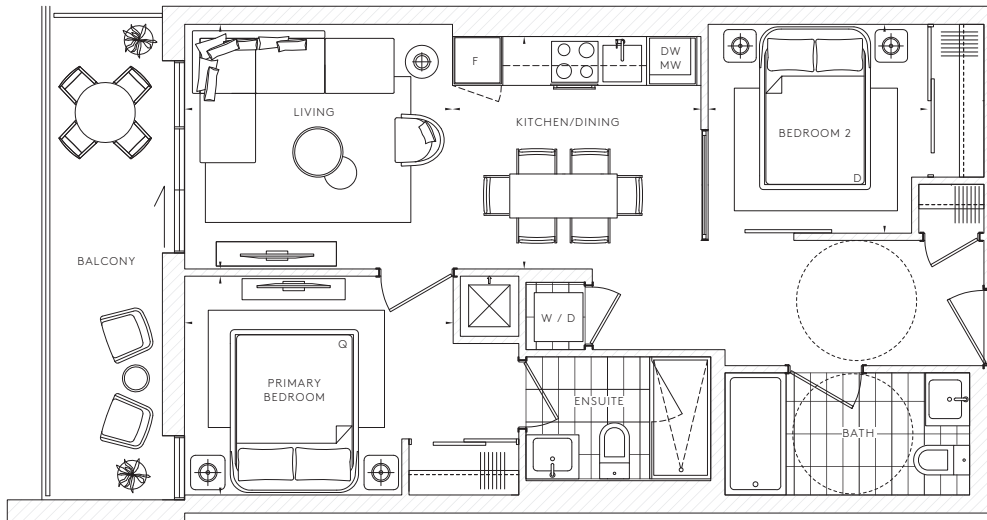 F
DW
MW
LIVING
KITCHEN/DINING
BEDROOM 2
D
BALCONY
W / D
Q
PRIMARY
BEDROOM
ENSUITE
BATH